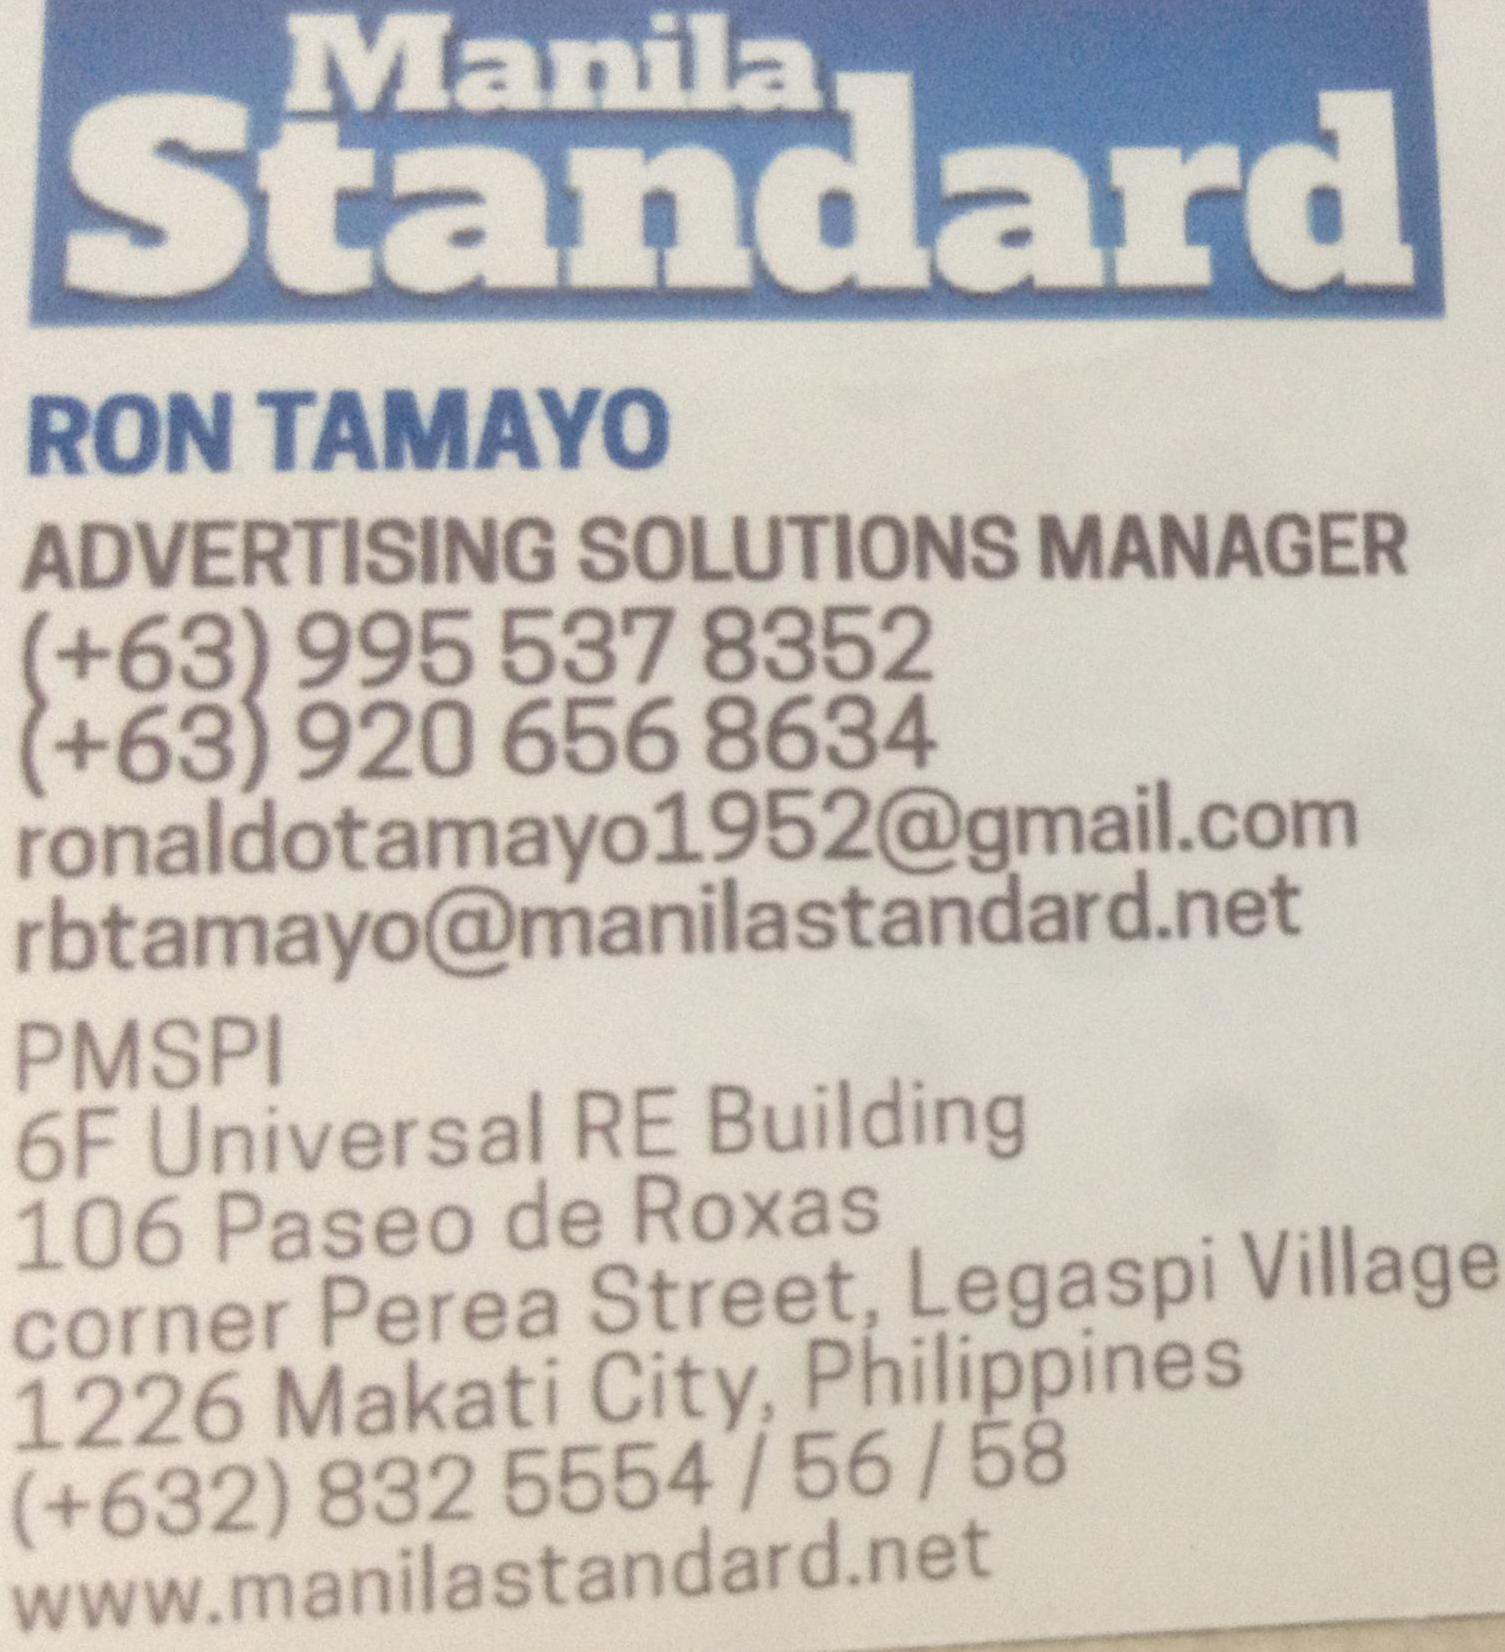 Manila
Standard
RON TAMAYO
ADVERTISING SOLUTIONS MANAGER
(+63) 995 537 8352
(+63) 920 656 8634
ronaldotamayo1952@gmail.com
rbtamayo@manilastandard.net
PMSPI
6F Universal RE Building
106 Paseo de Roxas
corner Perea Street, Legaspi Village
1226 Makati City, Philippines
(+632) 832 5554 / 56 / 58
www.manilastandard.net